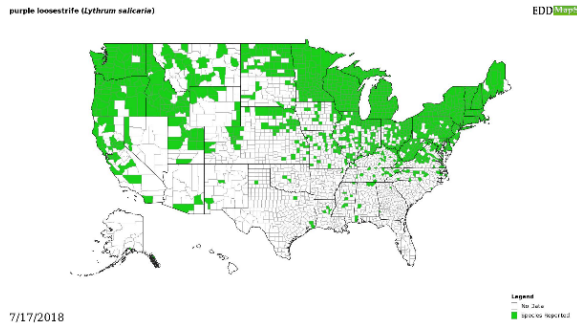 purple loosestrife (Lythrum salicaria)
EDDMapS
7/17/2018
Legend
No Data
Species Reported